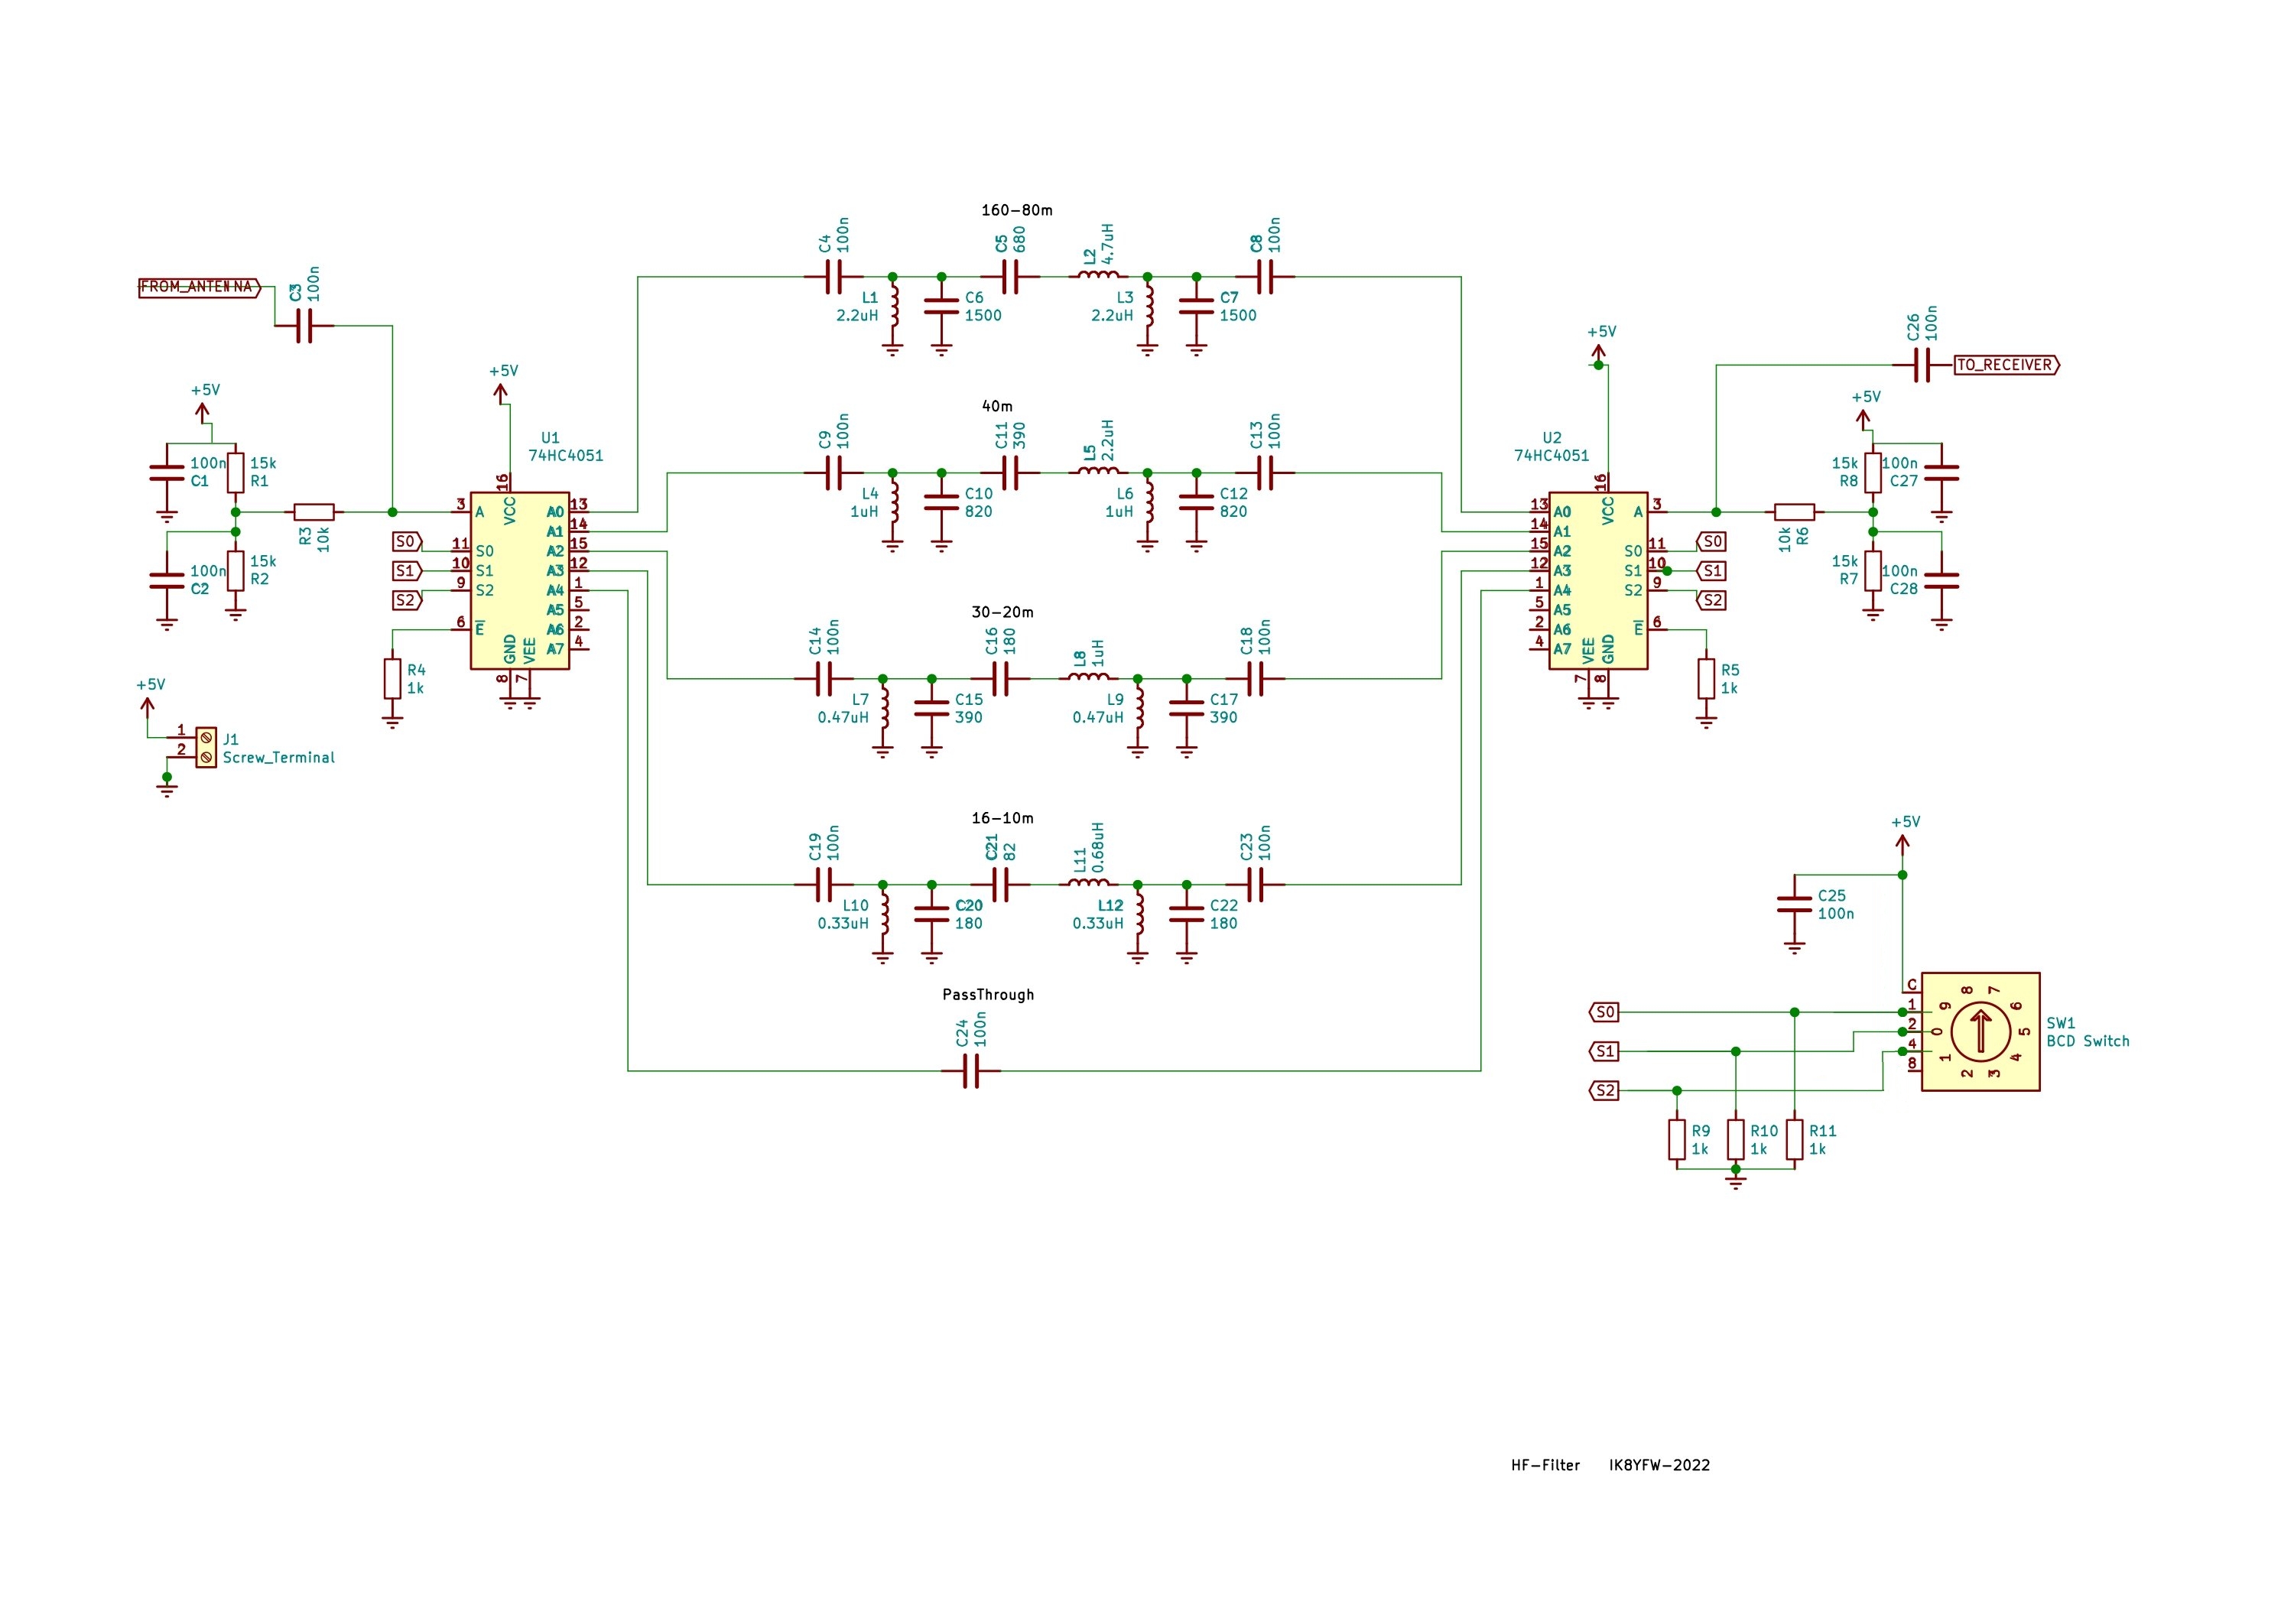 160-80m
C4
100n
C5
680
L2
4.7uH
C8
100n
L1
2.2uH
C6
1500
L3
2.2uH
C7
1500
FROM_ANTENNA
C3
100n
+5V
100n
C1
15k
R1
R3
10k
100n
C2
15k
R2
+5V
U1
74HC4051
16
VCC
3 A
S0 11 S0
S1 10 S1
S2 9 S2
6 E
GND
8
VEE
7
A0 13
A1 14
A2 15
A3 12
A4 1
A5 5
A6 2
A7 4
R4
1k
+5V
1
2
J1
Screw_Terminal
40m
C9
100n
C11
390
L5
2.2uH
C13
100n
L4
1uH
C10
820
L6
1uH
C12
820
30-20m
C14
100n
C16
180
L8
1uH
C18
100n
L7
0.47uH
C15
390
L9
0.47uH
C17
390
16-10m
C19
100n
C21
82
L11
0.68uH
C23
100n
L10
0.33uH
C20
180
L12
0.33uH
C22
180
PassThrough
C24
100n
+5V
U2
74HC4051
16
VCC
13 A0
14 A1
15 A2
12 A3
1 A4
5 A5
2 A6
4 A7
VEE
7
GND
8
A 3
S0 11 S0
S1 10 S1
S2 9 S2
E 6
R5
1k
C26
100n
TO_RECEIVER
+5V
15k
R8
100n
C27
10k
R6
15k
R7
100n
C28
+5V
C25
100n
C
1
2
4
8
0
1
2
3
4
5
6
7
8
9
SW1
BCD Switch
S0
S1
S2
R9
1k
R10
1k
R11
1k
HF-Filter IK8YFW-2022